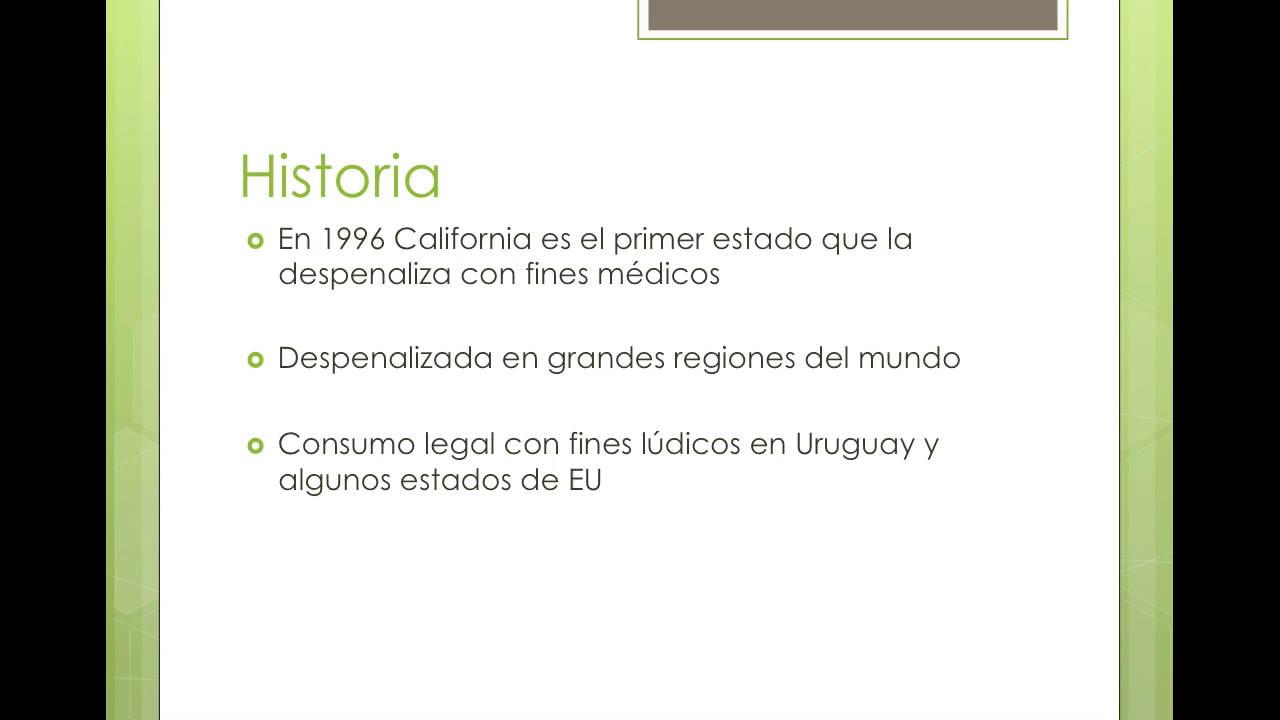 Historia
En 1996 California es el primer estado que la
despenaliza con fines médicos
Despenalizada en grandes regiones del mundo
Consumo legal con fines lúdicos en Uruguay y
algunos estados de EU